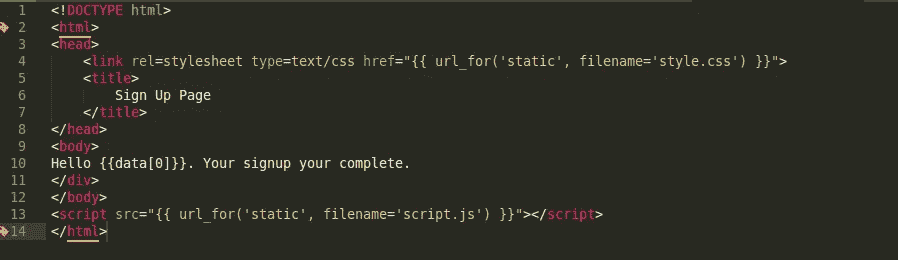 1 <!DOCTYPE html>
2 <html>
3 <head>
4     <link rel=stylesheet type=text/css href="{{ url_for('static', filename='style.css') }}">
5     <title>
6         Sign Up Page
7     </title>
8 </head>
9 <body>
10 Hello {{data[0]}}. Your signup your complete.
11 </div>
12 </body>
13 <script src="{{ url_for('static', filename='script.js') }}"></script>
14 </html>